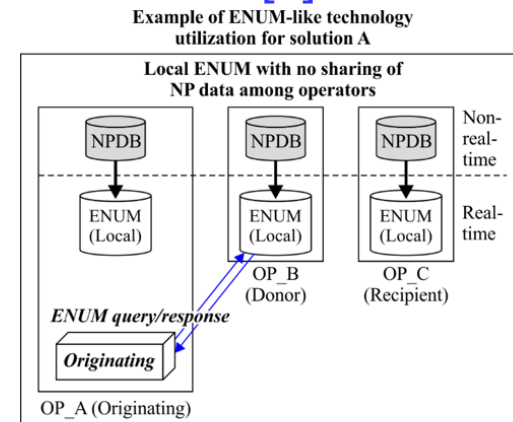 Example of ENUM-like technology
utilization for solution A
Local ENUM with no sharing of
NP data among operators
NPDB
NPDB
NPDB
Non-
real-
time
ENUM
(Local)
ENUM
(Local)
ENUM
(Local)
Real-
time
OP_B
(Donor)
OP_C
(Recipient)
ENUM query/response
Originating
OP_A (Originating)